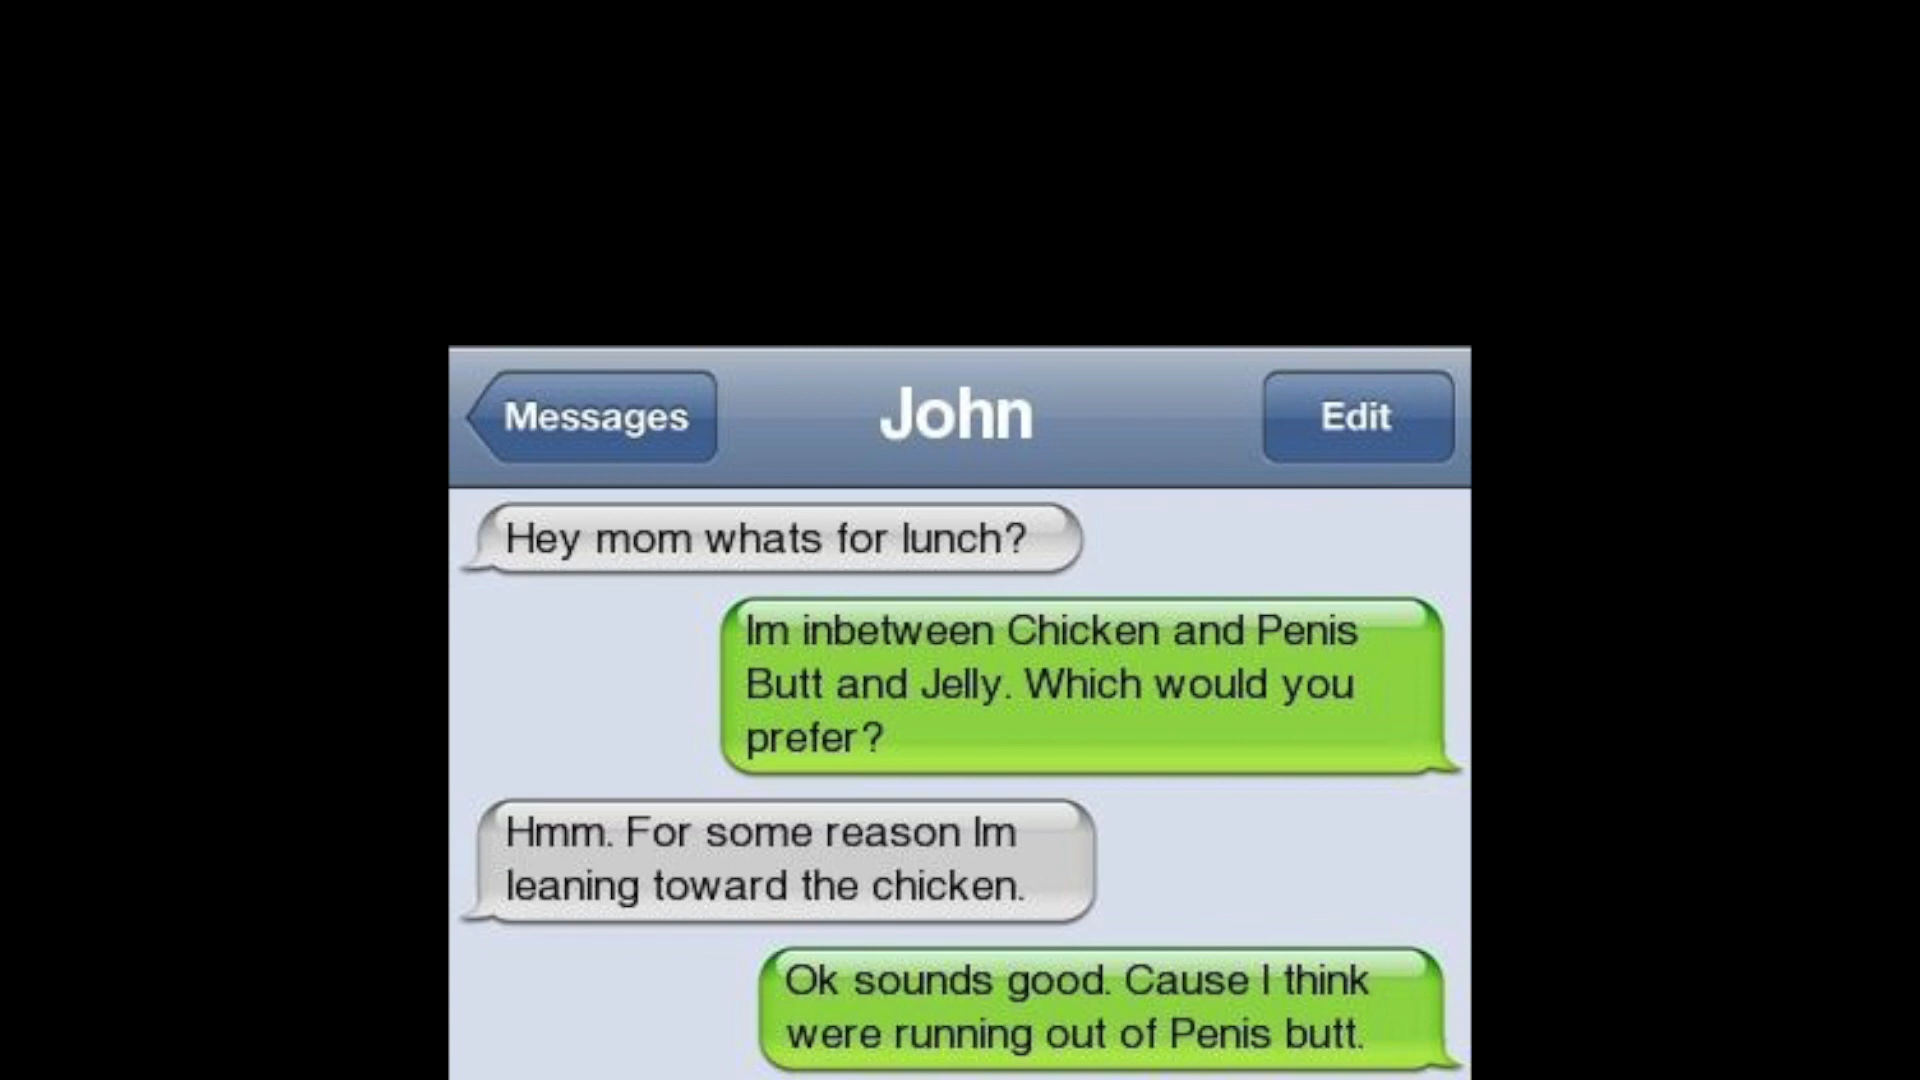 Messages
John
Edit
Hey mom whats for lunch?
Im inbetween Chicken and Penis
Butt and Jelly. Which would you
prefer?
Hmm. For some reason Im
leaning toward the chicken.
Ok sounds good. Cause I think
were running out of Penis butt.